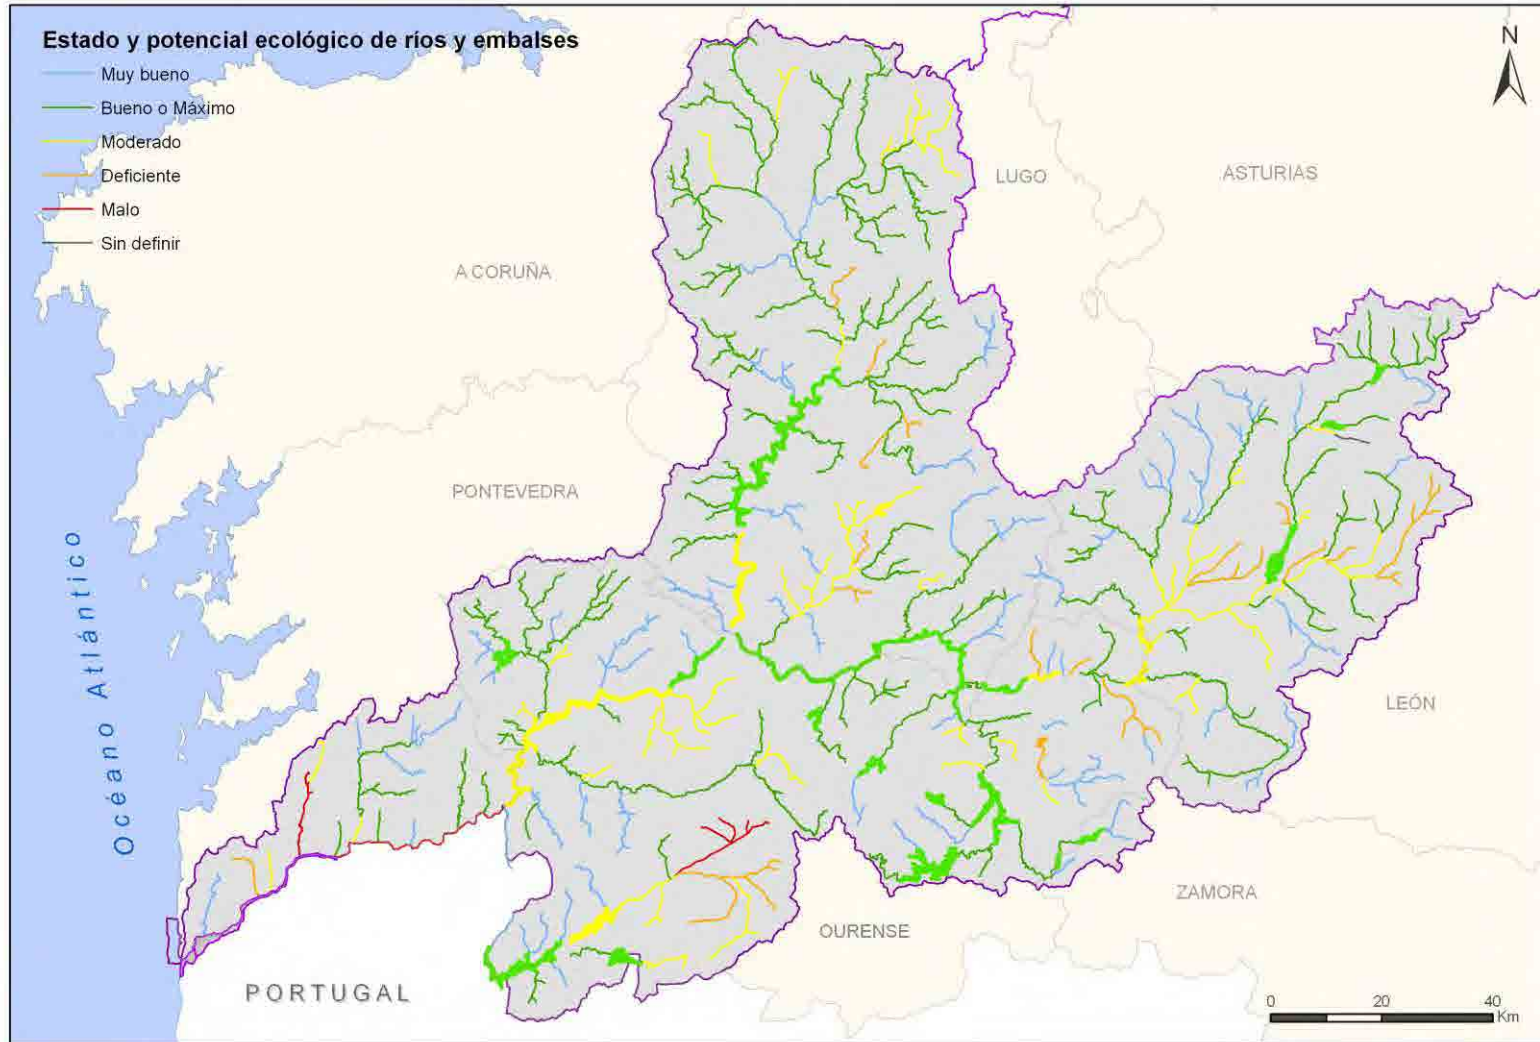 Estado y potencial ecológico de ríos y embalses
Muy bueno
Bueno o Máximo
Moderado
Deficiente
Malo
Sin definir
N
LUGO
ASTURIAS
A CORUÑA
PONTEVEDRA
Océano Atlántico
LEÓN
ZAMORA
OURENSE
PORTUGAL
0 20 40
Km